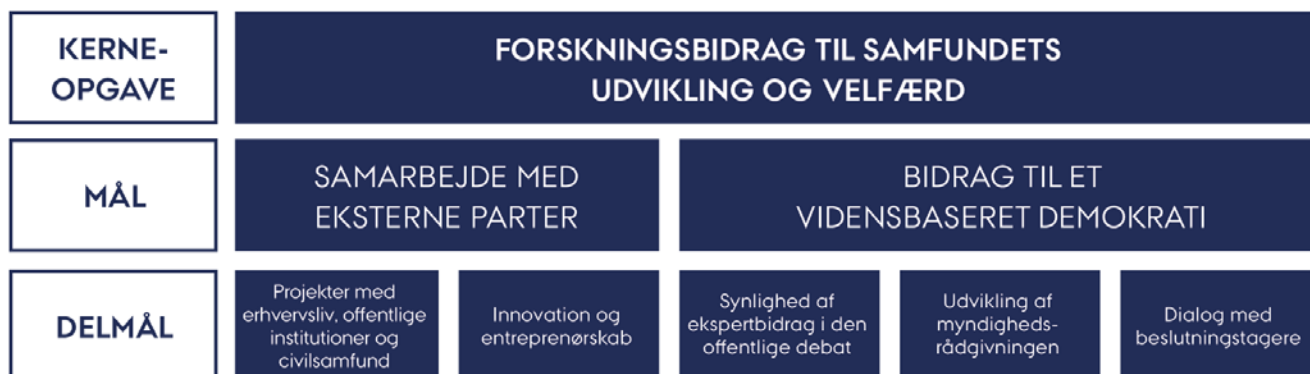 KERNE-
OPGAVE
FORSKNINGSBIDRAG TIL SAMFUNDETS
UDVIKLING OG VELFÆRD
MÅL
SAMARBEJDE MED
EKSTERNE PARTER
BIDRAG TIL ET
VIDENSBASERET DEMOKRATI
DELMÅL
Projekter med
erhvervsliv, offentlige
institutioner og
civilsamfund
Innovation og
entreprenørskab
Synlighed af
ekspertbidrag i den
offentlige debat
Udvikling af
myndigheds-
rådgivningen
Dialog med
beslutningstagere